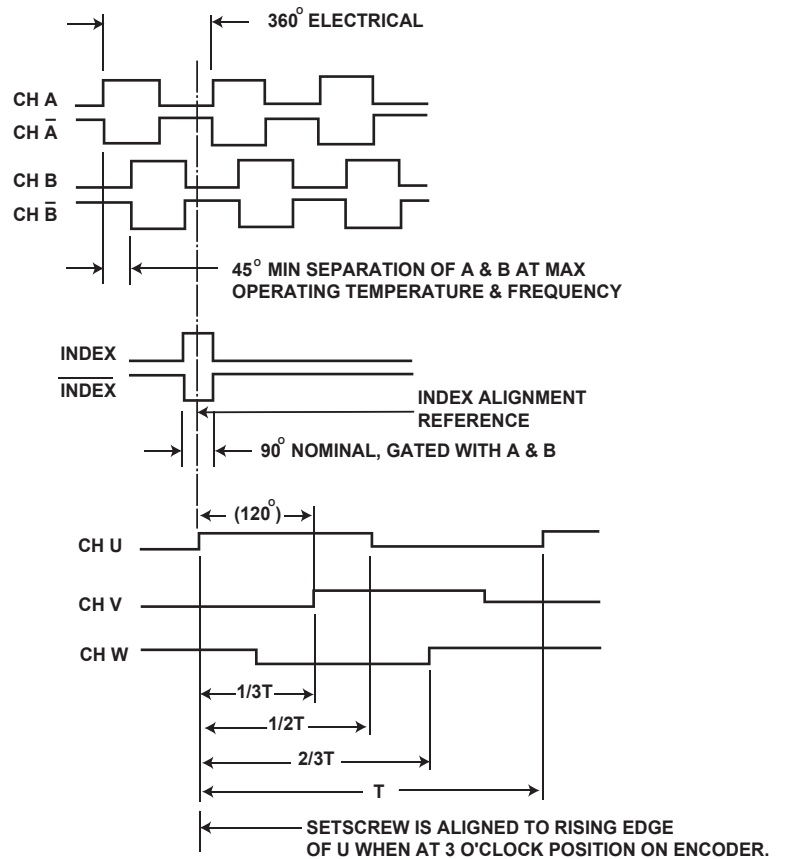 360° ELECTRICAL
CH A
CH A̅
CH B
CH B̅
45° MIN SEPARATION OF A & B AT MAX
OPERATING TEMPERATURE & FREQUENCY
INDEX
I̅N̅D̅E̅X̅
INDEX ALIGNMENT
REFERENCE
90° NOMINAL, GATED WITH A & B
(120°)
CH U
CH V
CH W
1/3T
1/2T
2/3T
T
SETSCREW IS ALIGNED TO RISING EDGE
OF U WHEN AT 3 O'CLOCK POSITION ON ENCODER.